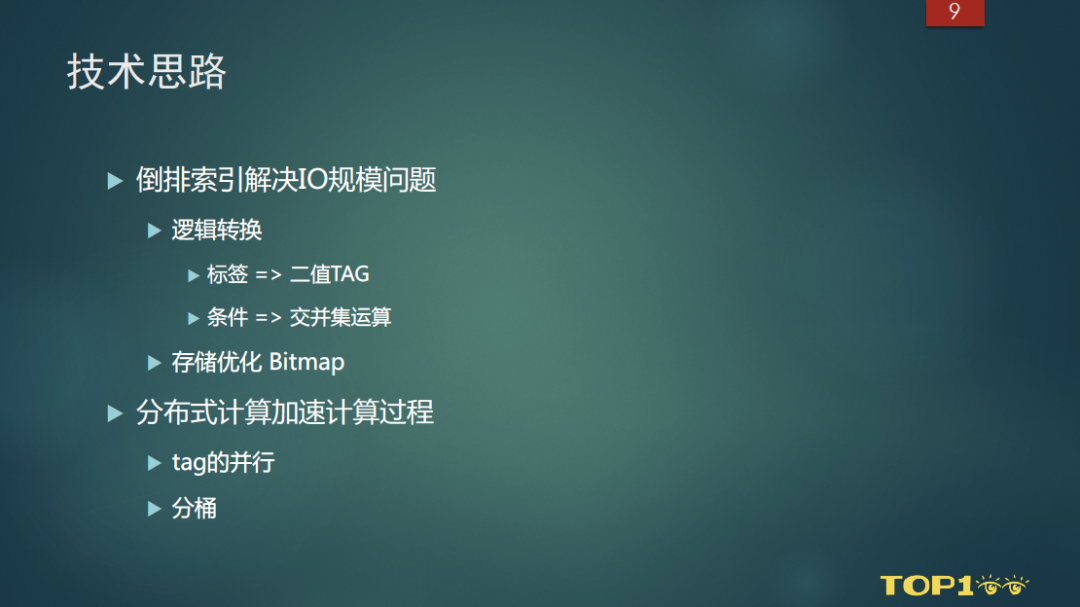 9
技术思路
倒排索引解决IO规模问题
逻辑转换
标签 => 二值TAG
条件 => 交并集运算
存储优化 Bitmap
分布式计算加速计算过程
tag的并行
分桶
TOP100